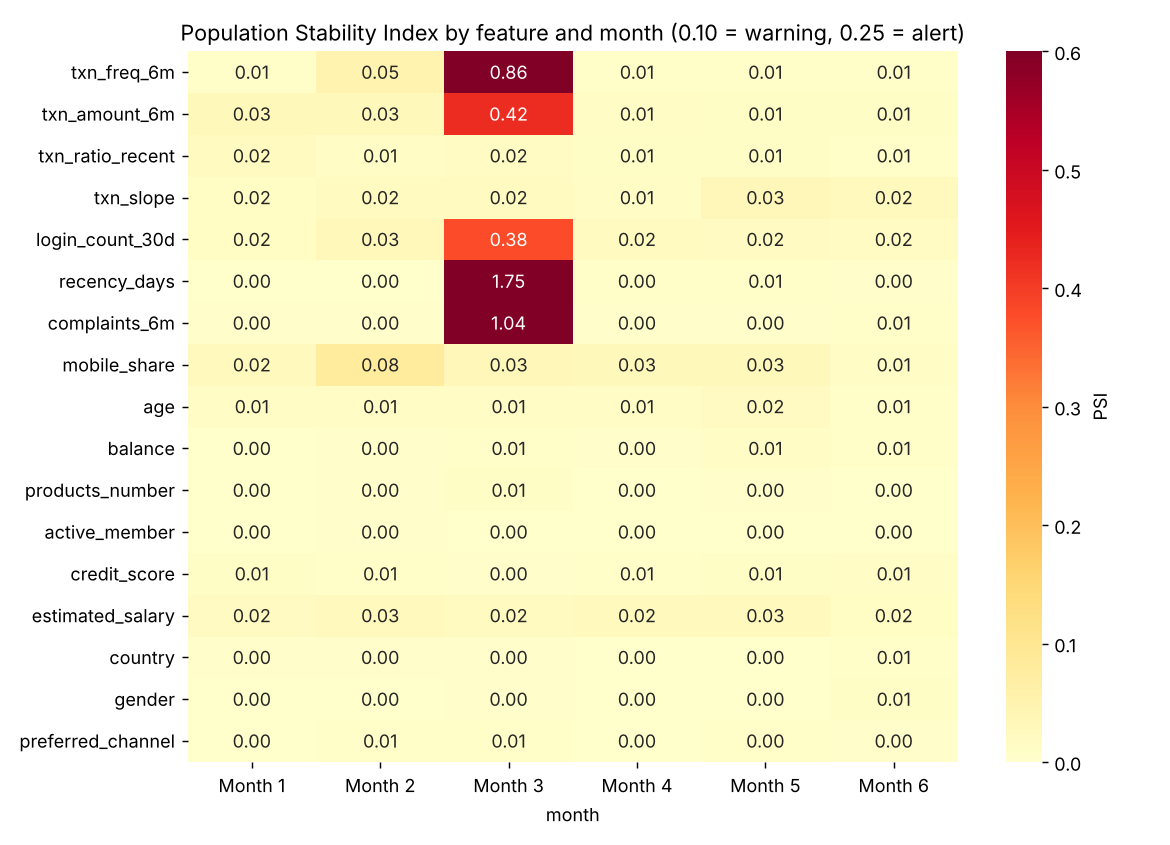 Population Stability Index by feature and month (0.10 = warning, 0.25 = alert)
txn_freq_6m 0.01 0.05 0.86 0.01 0.01 0.01
txn_amount_6m 0.03 0.03 0.42 0.01 0.01 0.01
txn_ratio_recent 0.02 0.01 0.02 0.01 0.01 0.01
txn_slope 0.02 0.02 0.02 0.01 0.03 0.02
login_count_30d 0.02 0.03 0.38 0.02 0.02 0.02
recency_days 0.00 0.00 1.75 0.00 0.01 0.00
complaints_6m 0.00 0.00 1.04 0.00 0.00 0.01
mobile_share 0.02 0.08 0.03 0.03 0.03 0.01
age 0.01 0.01 0.01 0.01 0.02 0.01
balance 0.00 0.00 0.01 0.00 0.01 0.01
products_number 0.00 0.00 0.01 0.00 0.00 0.00
active_member 0.00 0.00 0.00 0.00 0.00 0.00
credit_score 0.01 0.01 0.00 0.01 0.01 0.01
estimated_salary 0.02 0.03 0.02 0.02 0.03 0.02
country 0.00 0.00 0.00 0.00 0.00 0.01
gender 0.00 0.00 0.00 0.00 0.00 0.01
preferred_channel 0.00 0.01 0.01 0.00 0.00 0.00
Month 1 Month 2 Month 3 Month 4 Month 5 Month 6
month
0.6
0.5
0.4
0.3
0.2
0.1
0.0
PSI